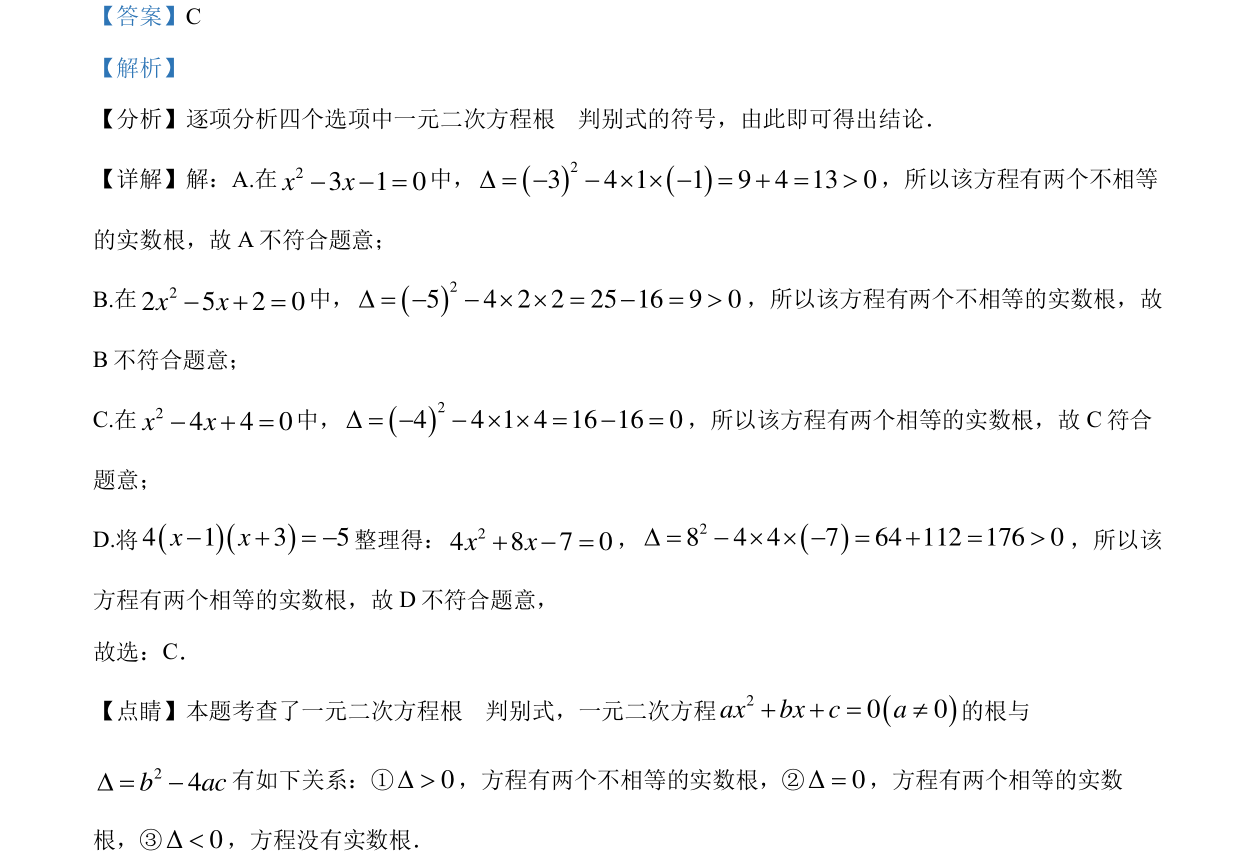 【答案】C
【解析】
【分析】逐项分析四个选项中一元二次方程根 判别式的符号，由此即可得出结论．
【详解】解：A.在 x² − 3x − 1 = 0 中， Δ = (−3)² − 4×1×(−1) = 9 + 4 = 13 > 0，所以该方程有两个不相等
的实数根，故 A 不符合题意；
B.在 2x² − 5x + 2 = 0 中， Δ = (−5)² − 4×2×2 = 25 − 16 = 9 > 0，所以该方程有两个不相等的实数根，故
B 不符合题意；
C.在 x² − 4x + 4 = 0 中， Δ = (−4)² − 4×1×4 = 16 − 16 = 0，所以该方程有两个相等的实数根，故 C 符合
题意；
D.将 4(x−1)(x+3) = −5 整理得： 4x² + 8x − 7 = 0， Δ = 8² − 4×4×(−7) = 64 + 112 = 176 > 0，所以该
方程有两个相等的实数根，故 D 不符合题意，
故选：C．
【点睛】本题考查了一元二次方程根 判别式，一元二次方程 ax² + bx + c = 0(a ≠ 0) 的根与
Δ = b² − 4ac 有如下关系：①Δ > 0，方程有两个不相等的实数根，②Δ = 0，方程有两个相等的实数
根，③Δ < 0，方程没有实数根．